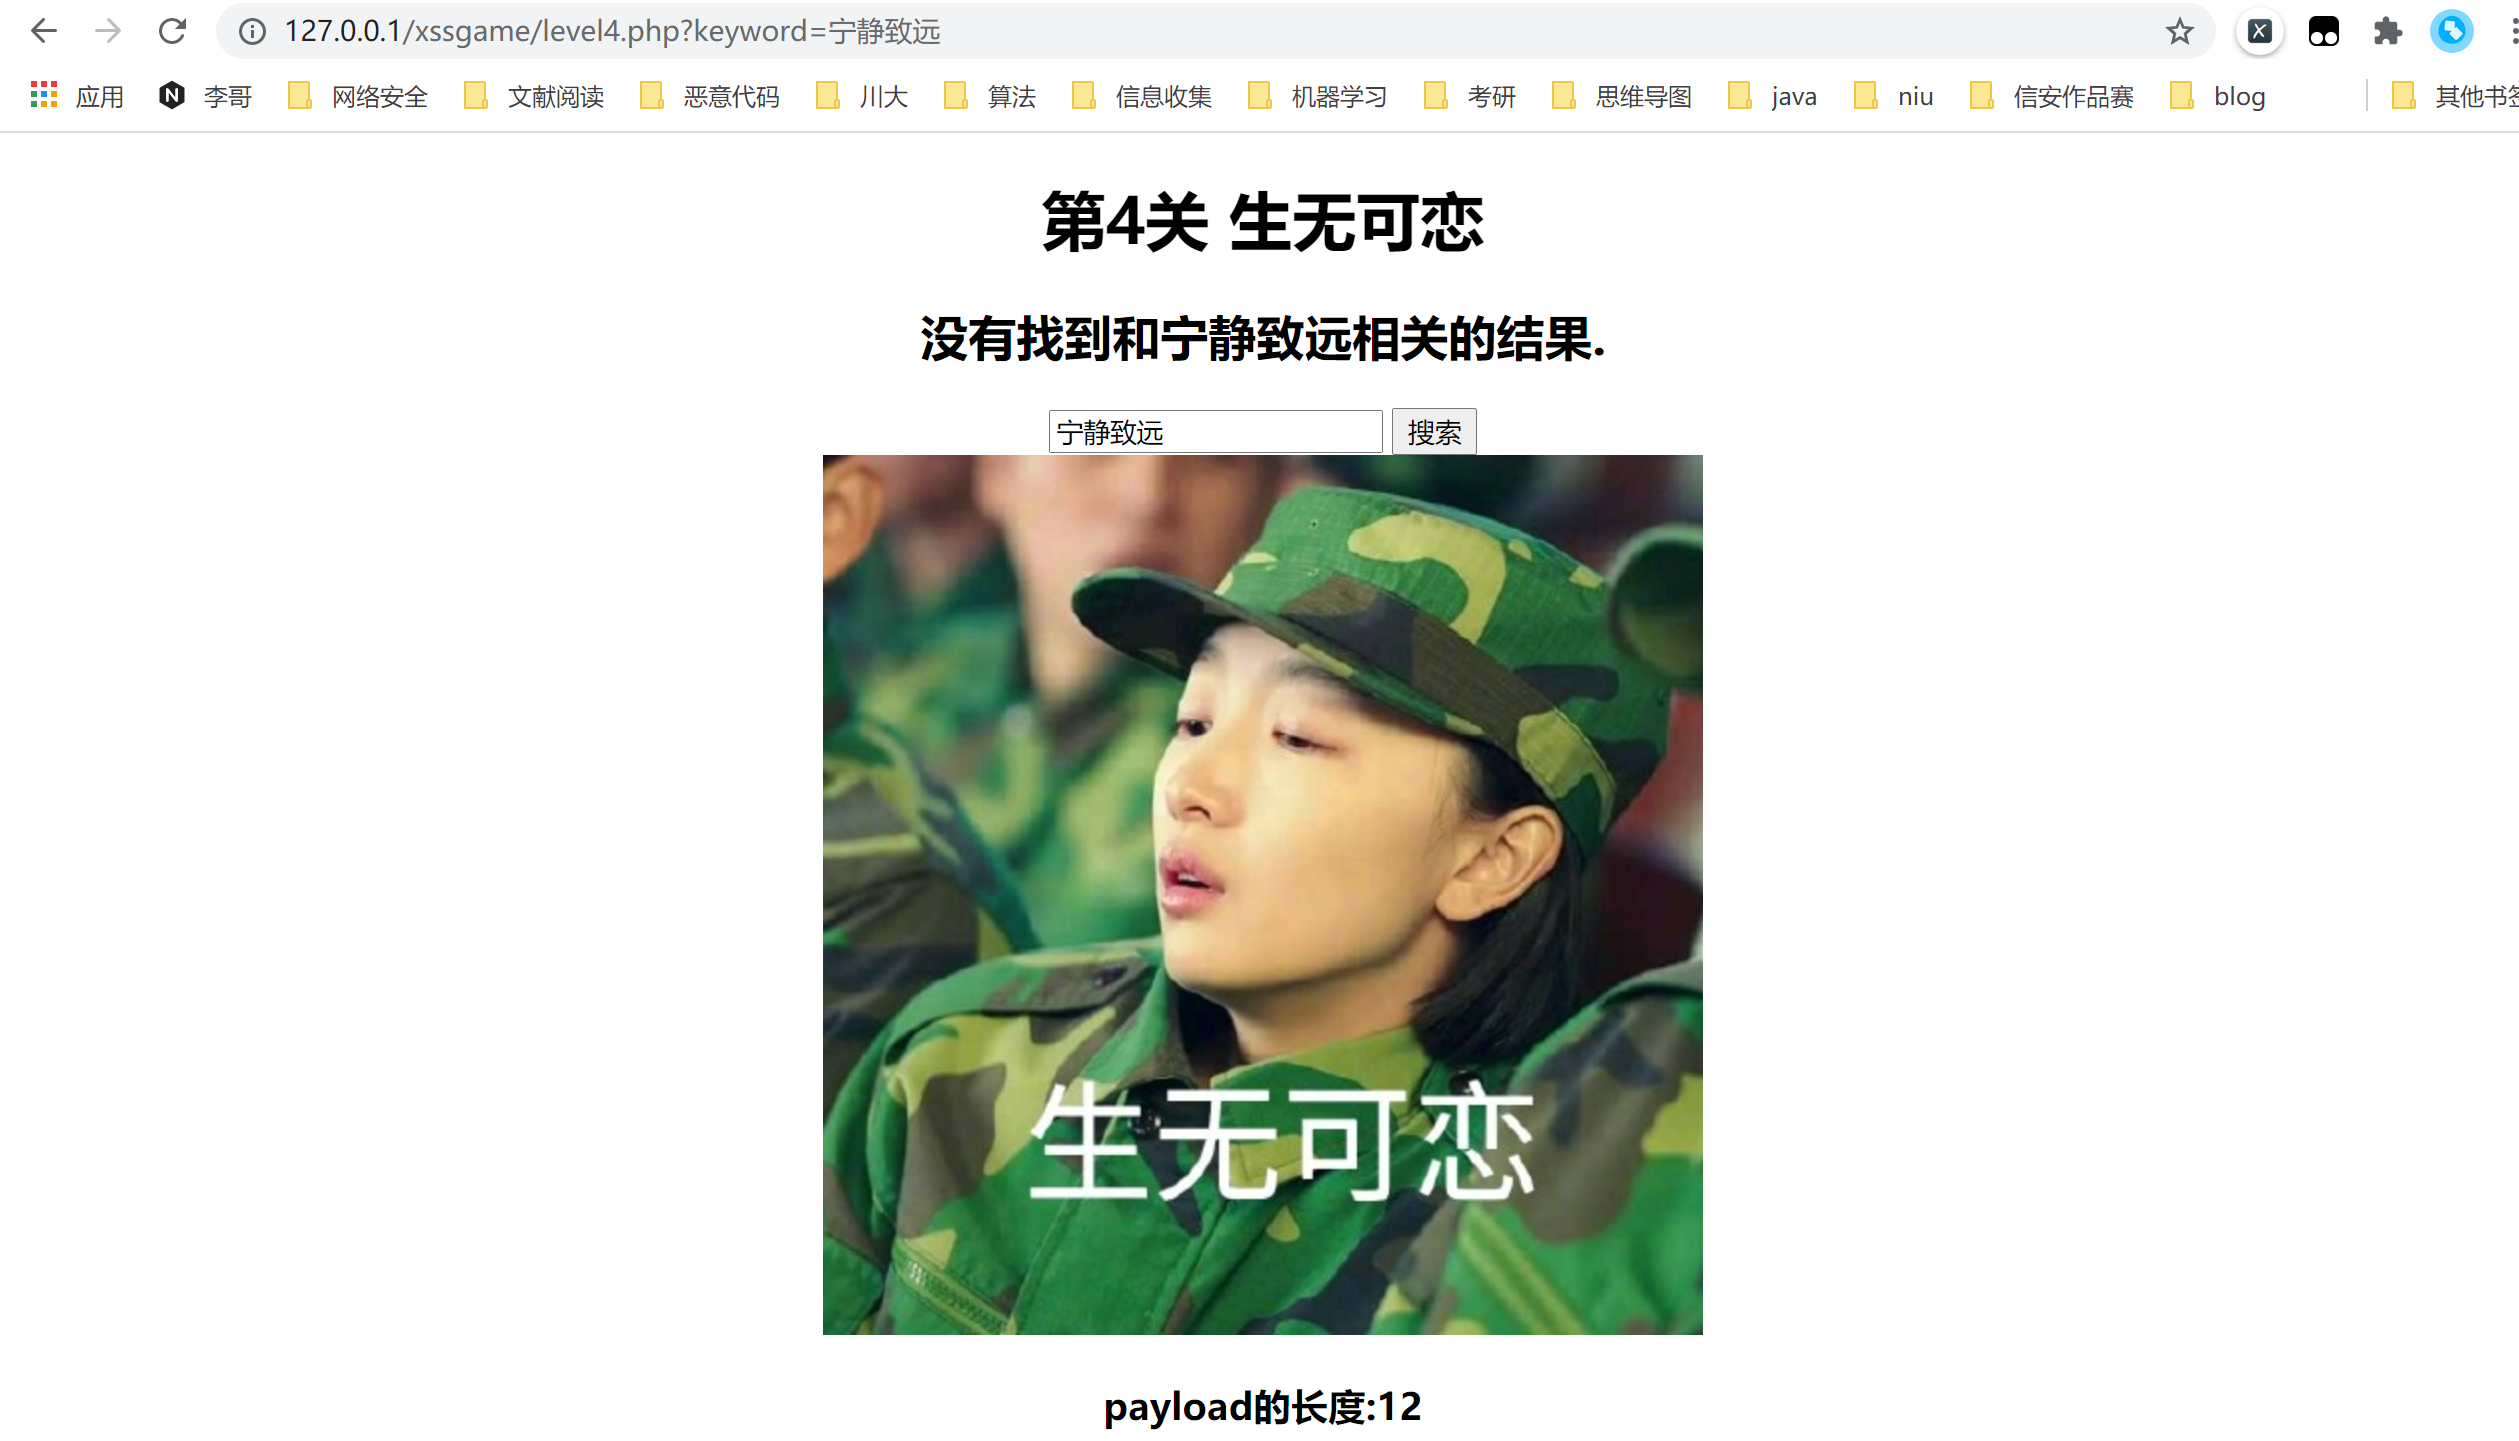 127.0.0.1/xssgame/level4.php?keyword=宁静致远
应用 李哥 网络安全 文献阅读 恶意代码 川大 算法 信息收集 机器学习 考研 思维导图 java niu 信安作品赛 blog 其他书签
第4关 生无可恋
没有找到和宁静致远相关的结果.
宁静致远 搜索
生无可恋
payload的长度:12